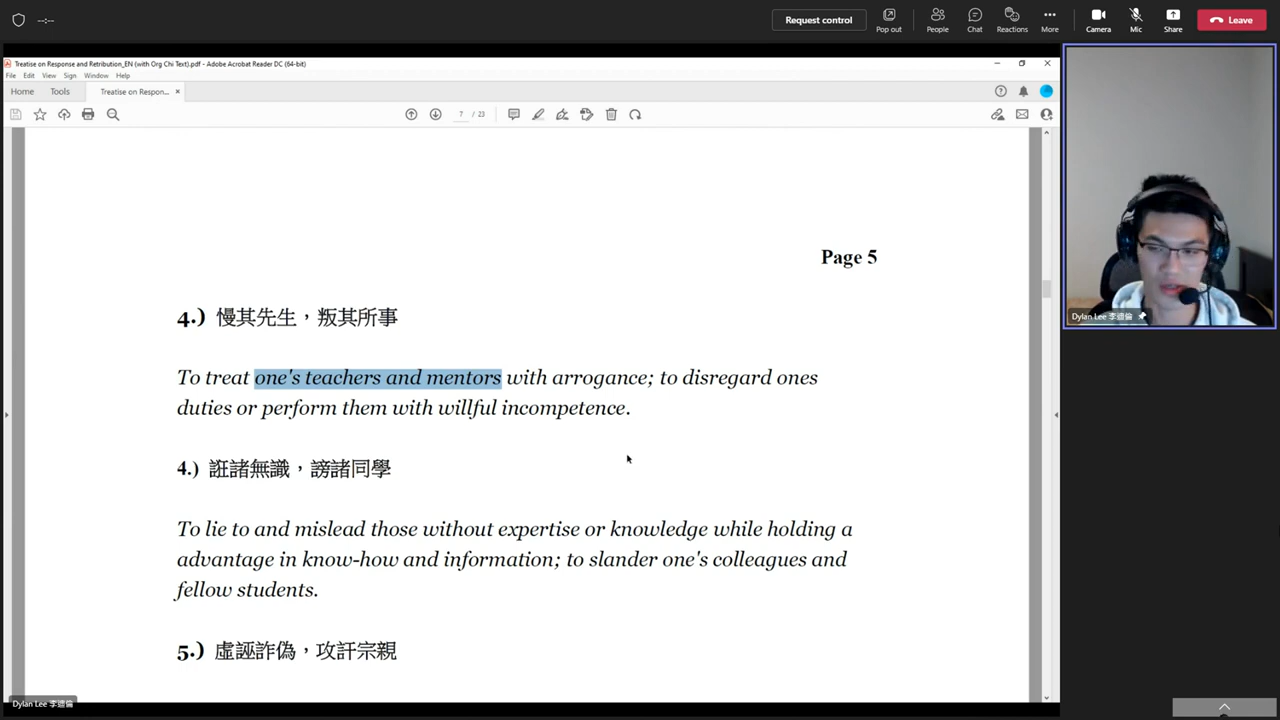 --:--
Request control
Pop out
People
Chat
Reactions
More
Camera
Mic
Share
Leave
Treatise on Response and Retribution_EN (with Org Chi Text).pdf - Adobe Acrobat Reader DC (64-bit)
File Edit View Sign Window Help
Home Tools Treatise on Respon... ×
7 / 23
Page 5
4.) 慢其先生，叛其所事
To treat one's teachers and mentors with arrogance; to disregard ones
duties or perform them with willful incompetence.
4.) 誑諸無識，謗諸同學
To lie to and mislead those without expertise or knowledge while holding a
advantage in know-how and information; to slander one's colleagues and
fellow students.
5.) 虛誣詐偽，攻訐宗親
Dylan Lee 李迪倫
Dylan Lee 李迪倫